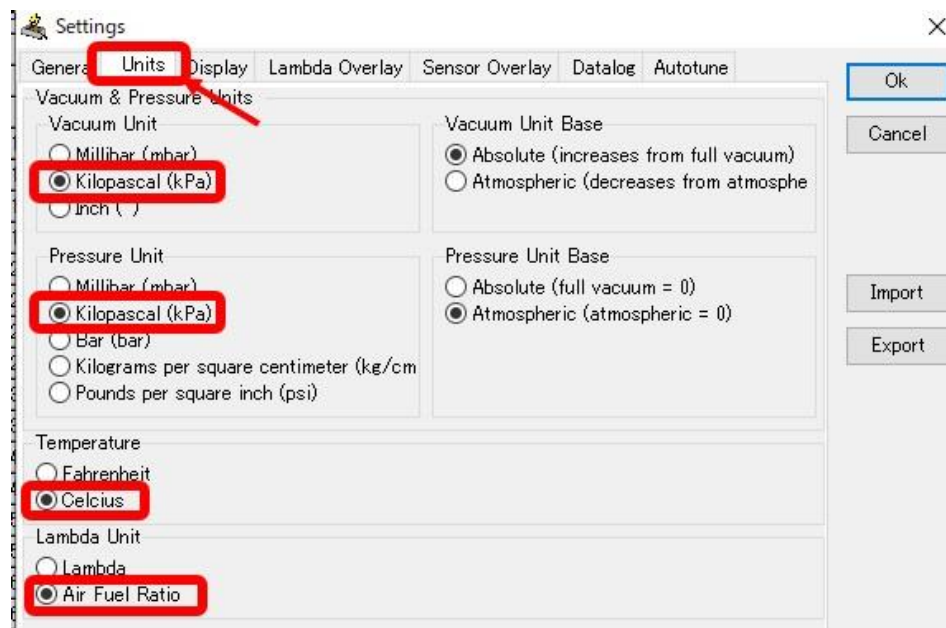 Settings
General Units Display Lambda Overlay Sensor Overlay Datalog Autotune
Ok
Cancel
Import
Export
Vacuum & Pressure Units
Vacuum Unit
Millibar (mbar)
Kilopascal (kPa)
Inch ( )
Vacuum Unit Base
Absolute (increases from full vacuum)
Atmospheric (decreases from atmosphe
Pressure Unit
Millibar (mbar)
Kilopascal (kPa)
Bar (bar)
Kilograms per square centimeter (kg/cm
Pounds per square inch (psi)
Pressure Unit Base
Absolute (full vacuum = 0)
Atmospheric (atmospheric = 0)
Temperature
Fahrenheit
Celcius
Lambda Unit
Lambda
Air Fuel Ratio